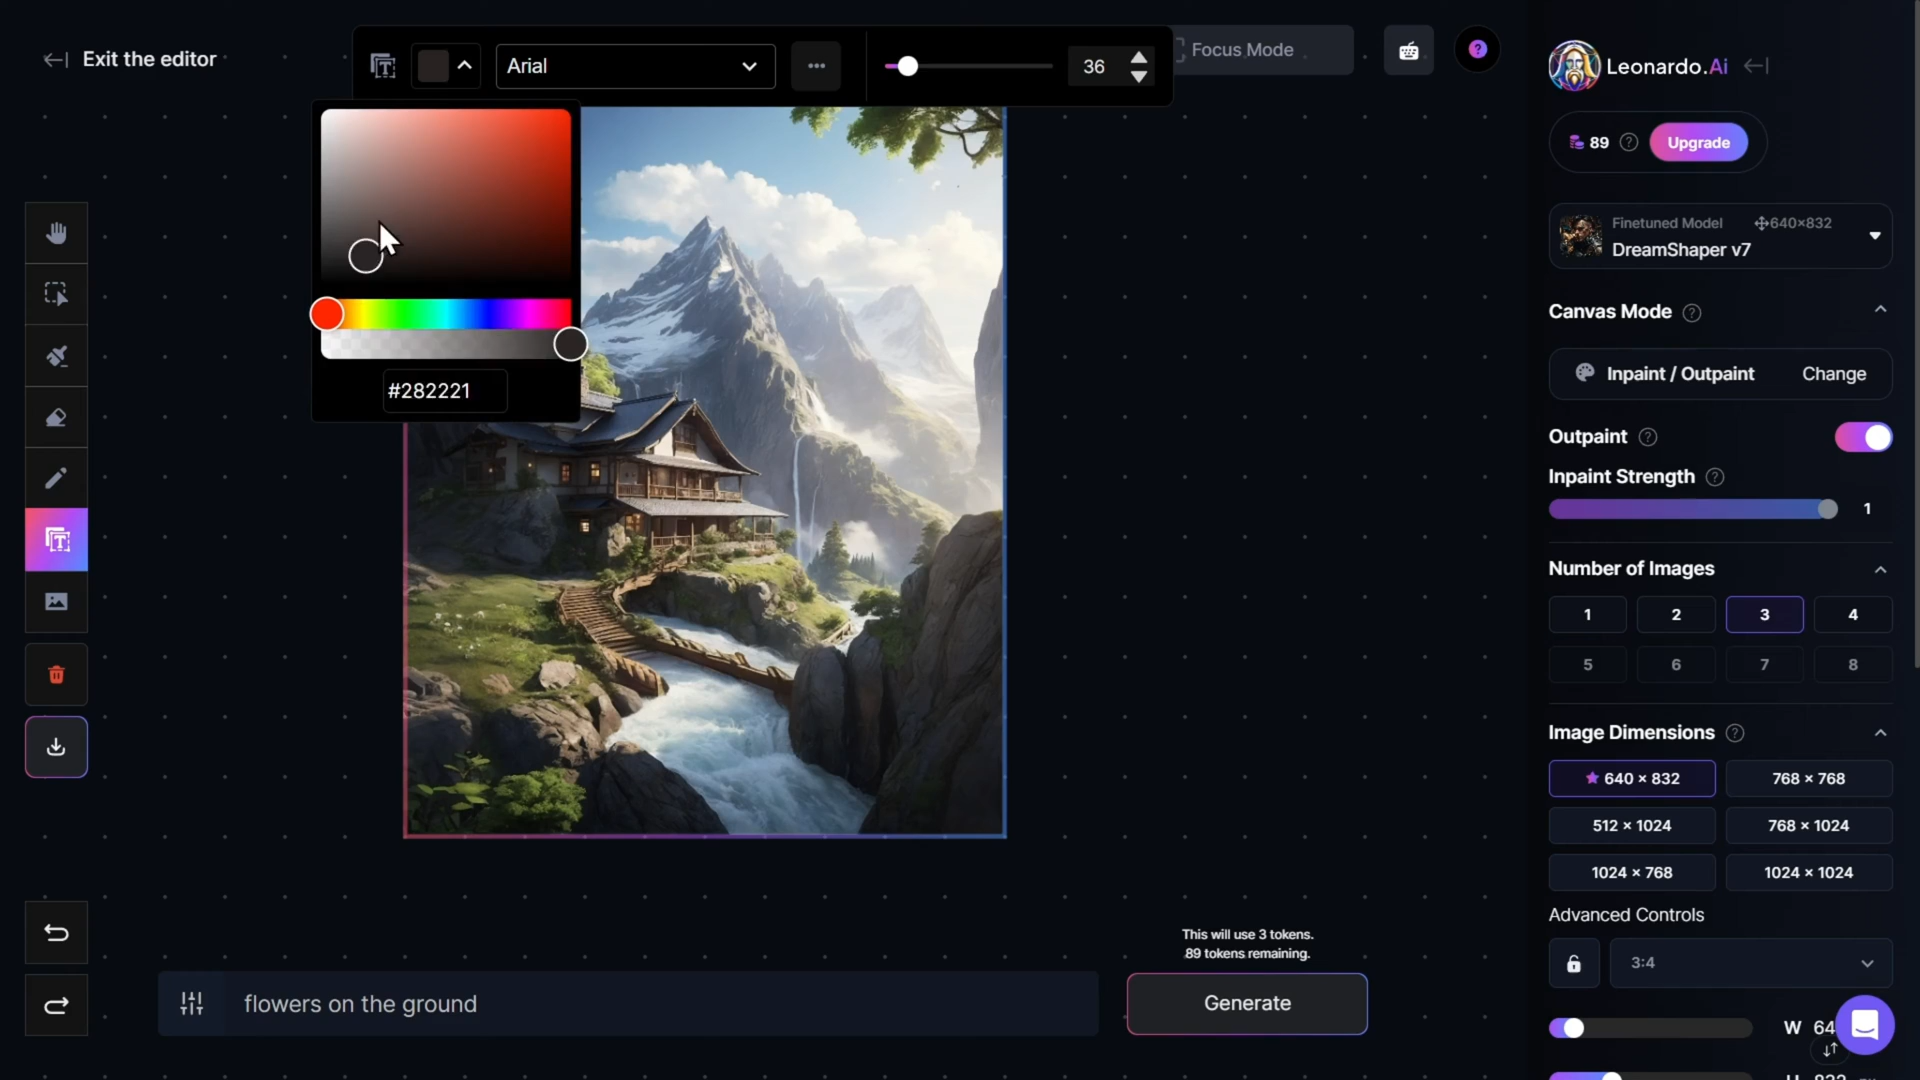 Exit the editor
Arial
36
Focus Mode
?
Leonardo.Ai
#282221
89
?
Upgrade
Finetuned Model
640×832
DreamShaper v7
Canvas Mode ?
Inpaint / Outpaint
Change
Outpaint ?
Inpaint Strength ?
1
Number of Images
1
2
3
4
5
6
7
8
Image Dimensions ?
640 × 832
768 × 768
512 × 1024
768 × 1024
1024 × 768
1024 × 1024
Advanced Controls
3:4
W 64
This will use 3 tokens.
89 tokens remaining.
flowers on the ground
Generate